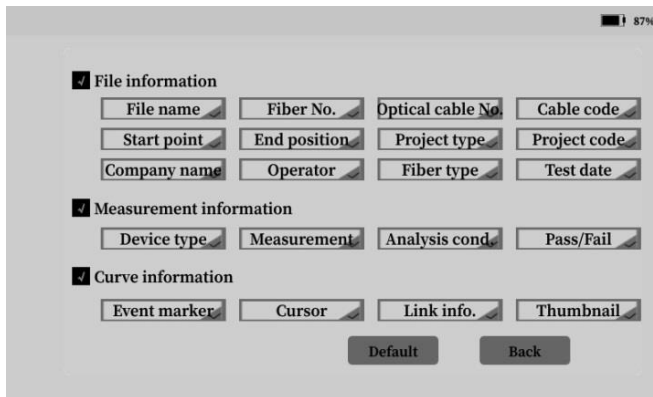 87%
File information
File name Fiber No. Optical cable No. Cable code
Start point End position Project type Project code
Company name Operator Fiber type Test date
Measurement information
Device type Measurement Analysis cond. Pass/Fail
Curve information
Event marker Cursor Link info. Thumbnail
Default Back